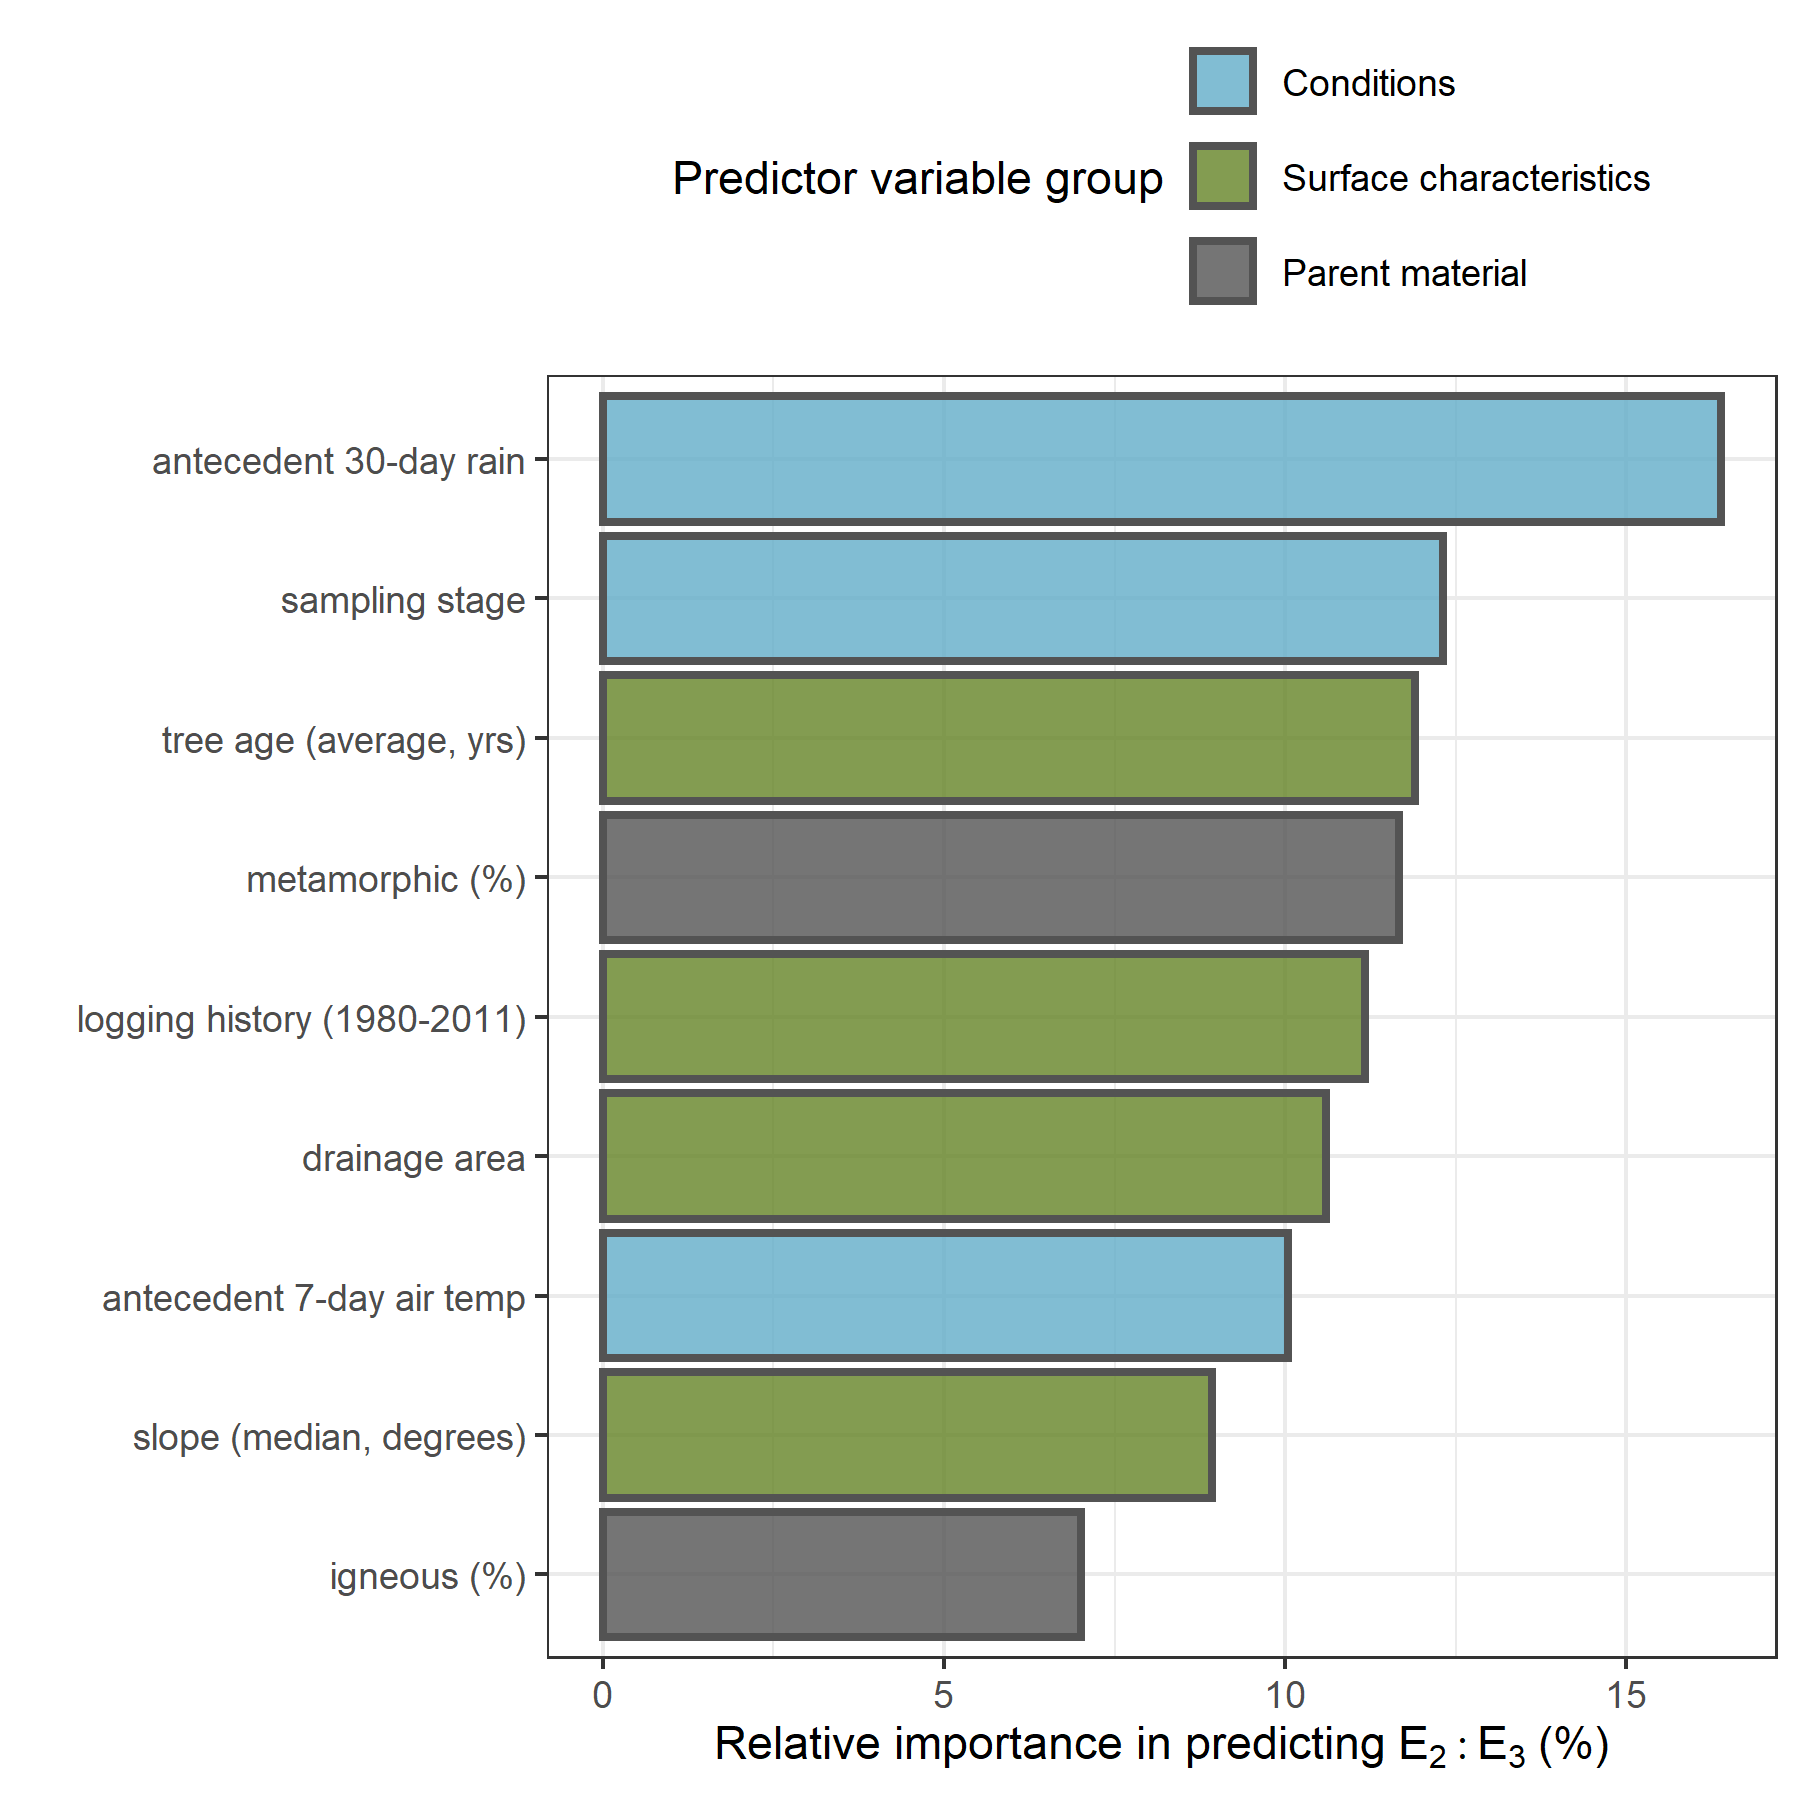 Conditions
Predictor variable group
Surface characteristics
Parent material
antecedent 30-day rain
sampling stage
tree age (average, yrs)
metamorphic (%)
logging history (1980-2011)
drainage area
antecedent 7-day air temp
slope (median, degrees)
igneous (%)
0 5 10 15
Relative importance in predicting E₂ : E₃ (%)